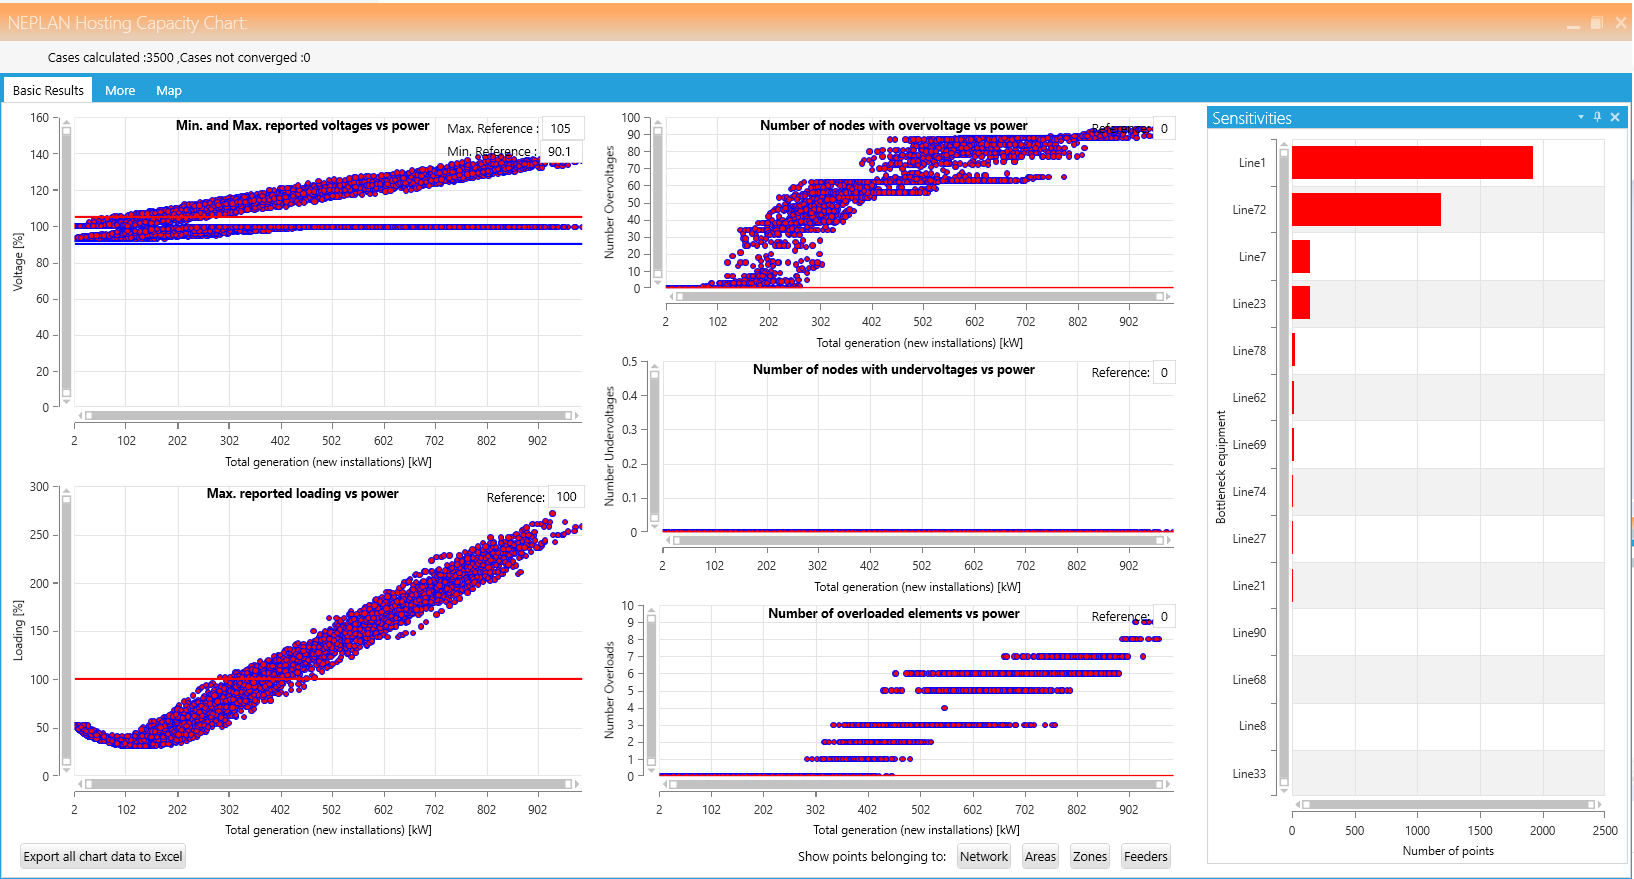 NEPLAN Hosting Capacity Chart:
Cases calculated :3500 ,Cases not converged :0
Basic Results More Map
Min. and Max. reported voltages vs power
Max. Reference : 105
Min. Reference : 90.1
Voltage [%]
160
140
120
100
80
60
40
20
0
2 102 202 302 402 502 602 702 802 902
Total generation (new installations) [kW]
Max. reported loading vs power
Reference: 100
Loading [%]
300
250
200
150
100
50
0
2 102 202 302 402 502 602 702 802 902
Total generation (new installations) [kW]
Export all chart data to Excel
Number of nodes with overvoltage vs power
Reference: 0
Number Overvoltages
100
90
80
70
60
50
40
30
20
10
0
2 102 202 302 402 502 602 702 802 902
Total generation (new installations) [kW]
Number of nodes with undervoltages vs power
Reference: 0
Number Undervoltages
0.5
0.4
0.3
0.2
0.1
0
2 102 202 302 402 502 602 702 802 902
Total generation (new installations) [kW]
Number of overloaded elements vs power
Reference: 0
Number Overloads
10
9
8
7
6
5
4
3
2
1
0
2 102 202 302 402 502 602 702 802 902
Total generation (new installations) [kW]
Show points belonging to: Network Areas Zones Feeders
Sensitivities
Bottleneck equipment
Line1
Line72
Line7
Line23
Line78
Line62
Line69
Line74
Line27
Line21
Line90
Line68
Line8
Line33
0 500 1000 1500 2000 2500
Number of points